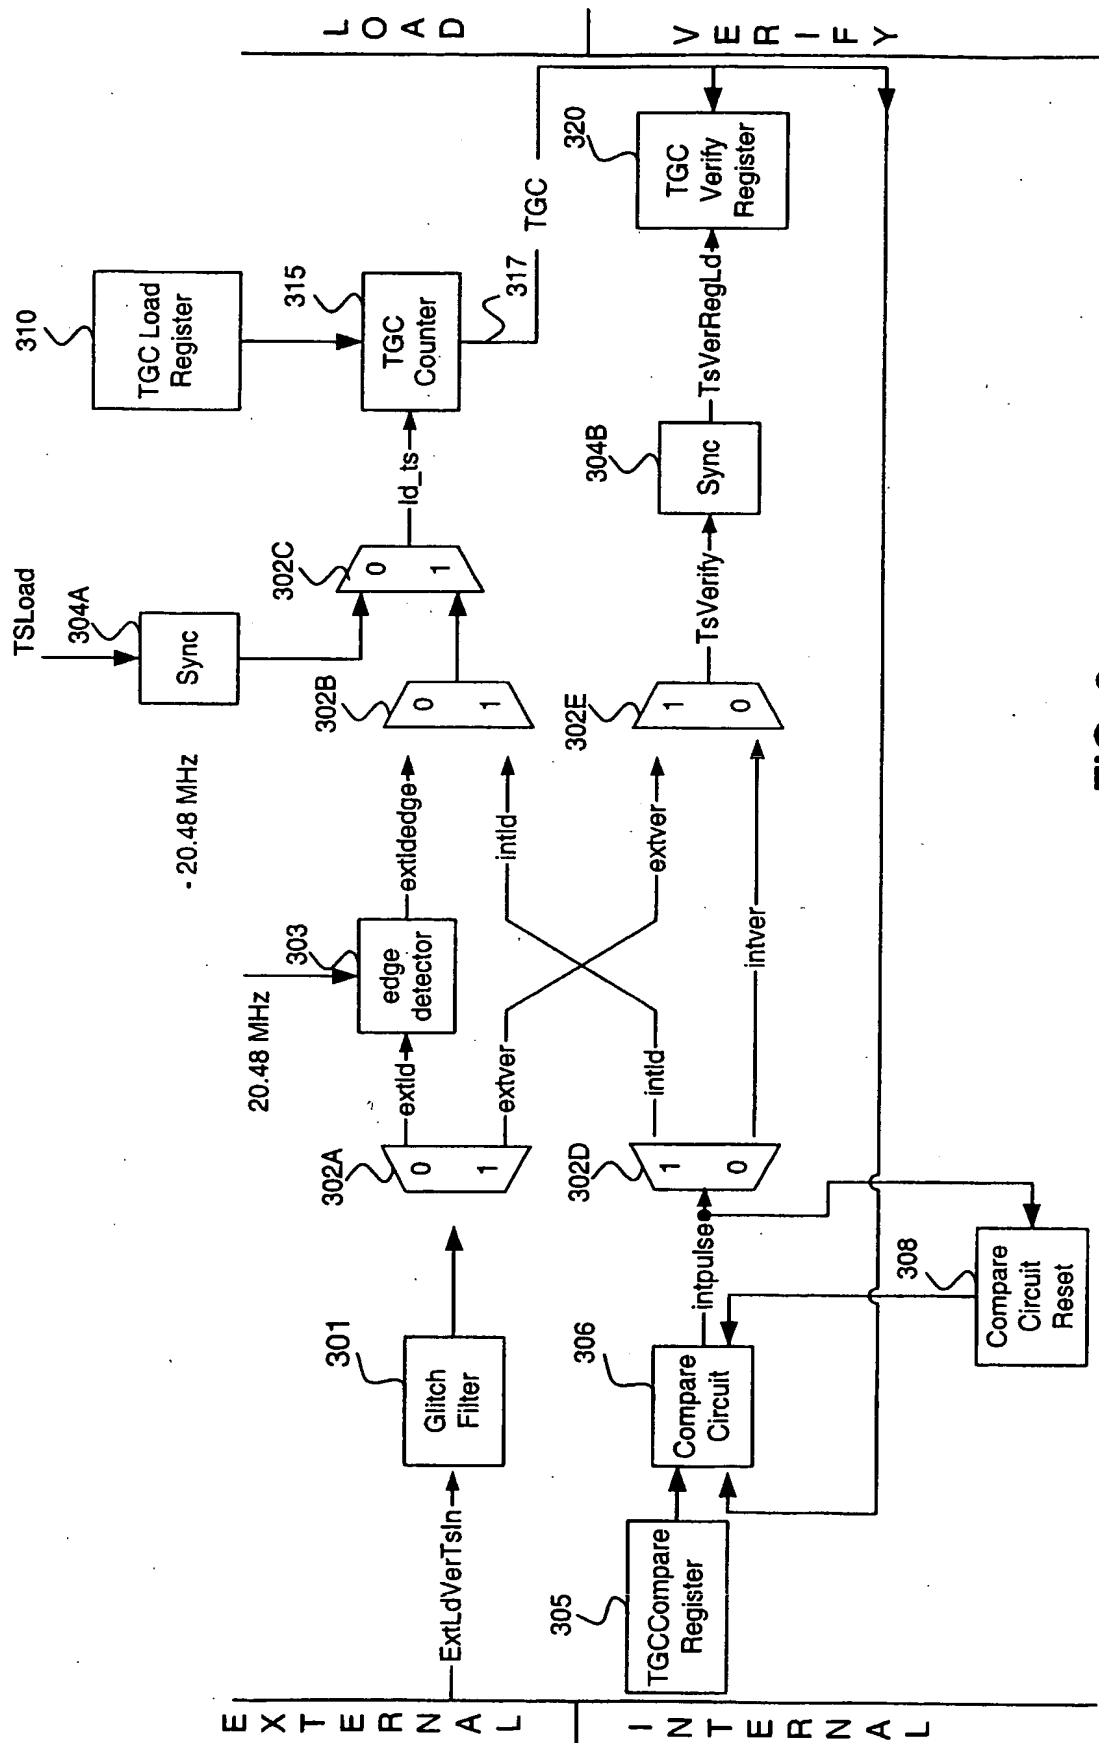 LOAD
VERIFY
EXTERNAL
INTERNAL
TSLoad
304A
Sync
- 20.48 MHz
20.48 MHz
310
TGC Load
Register
315
TGC
Counter
317
TGC
320
TGC
Verify
Register
ld_ts
302C
0
1
302B
0
1
extldedge
303
edge
detector
extld
302A
0
1
extver
301
Glitch
Filter
ExtLdVerTsIn
intld
extver
302E
1
0
TsVerify
304B
Sync
TsVerRegLd
intld
intver
302D
1
0
intpulse
306
Compare
Circuit
305
TGCCompare
Register
308
Compare
Circuit
Reset